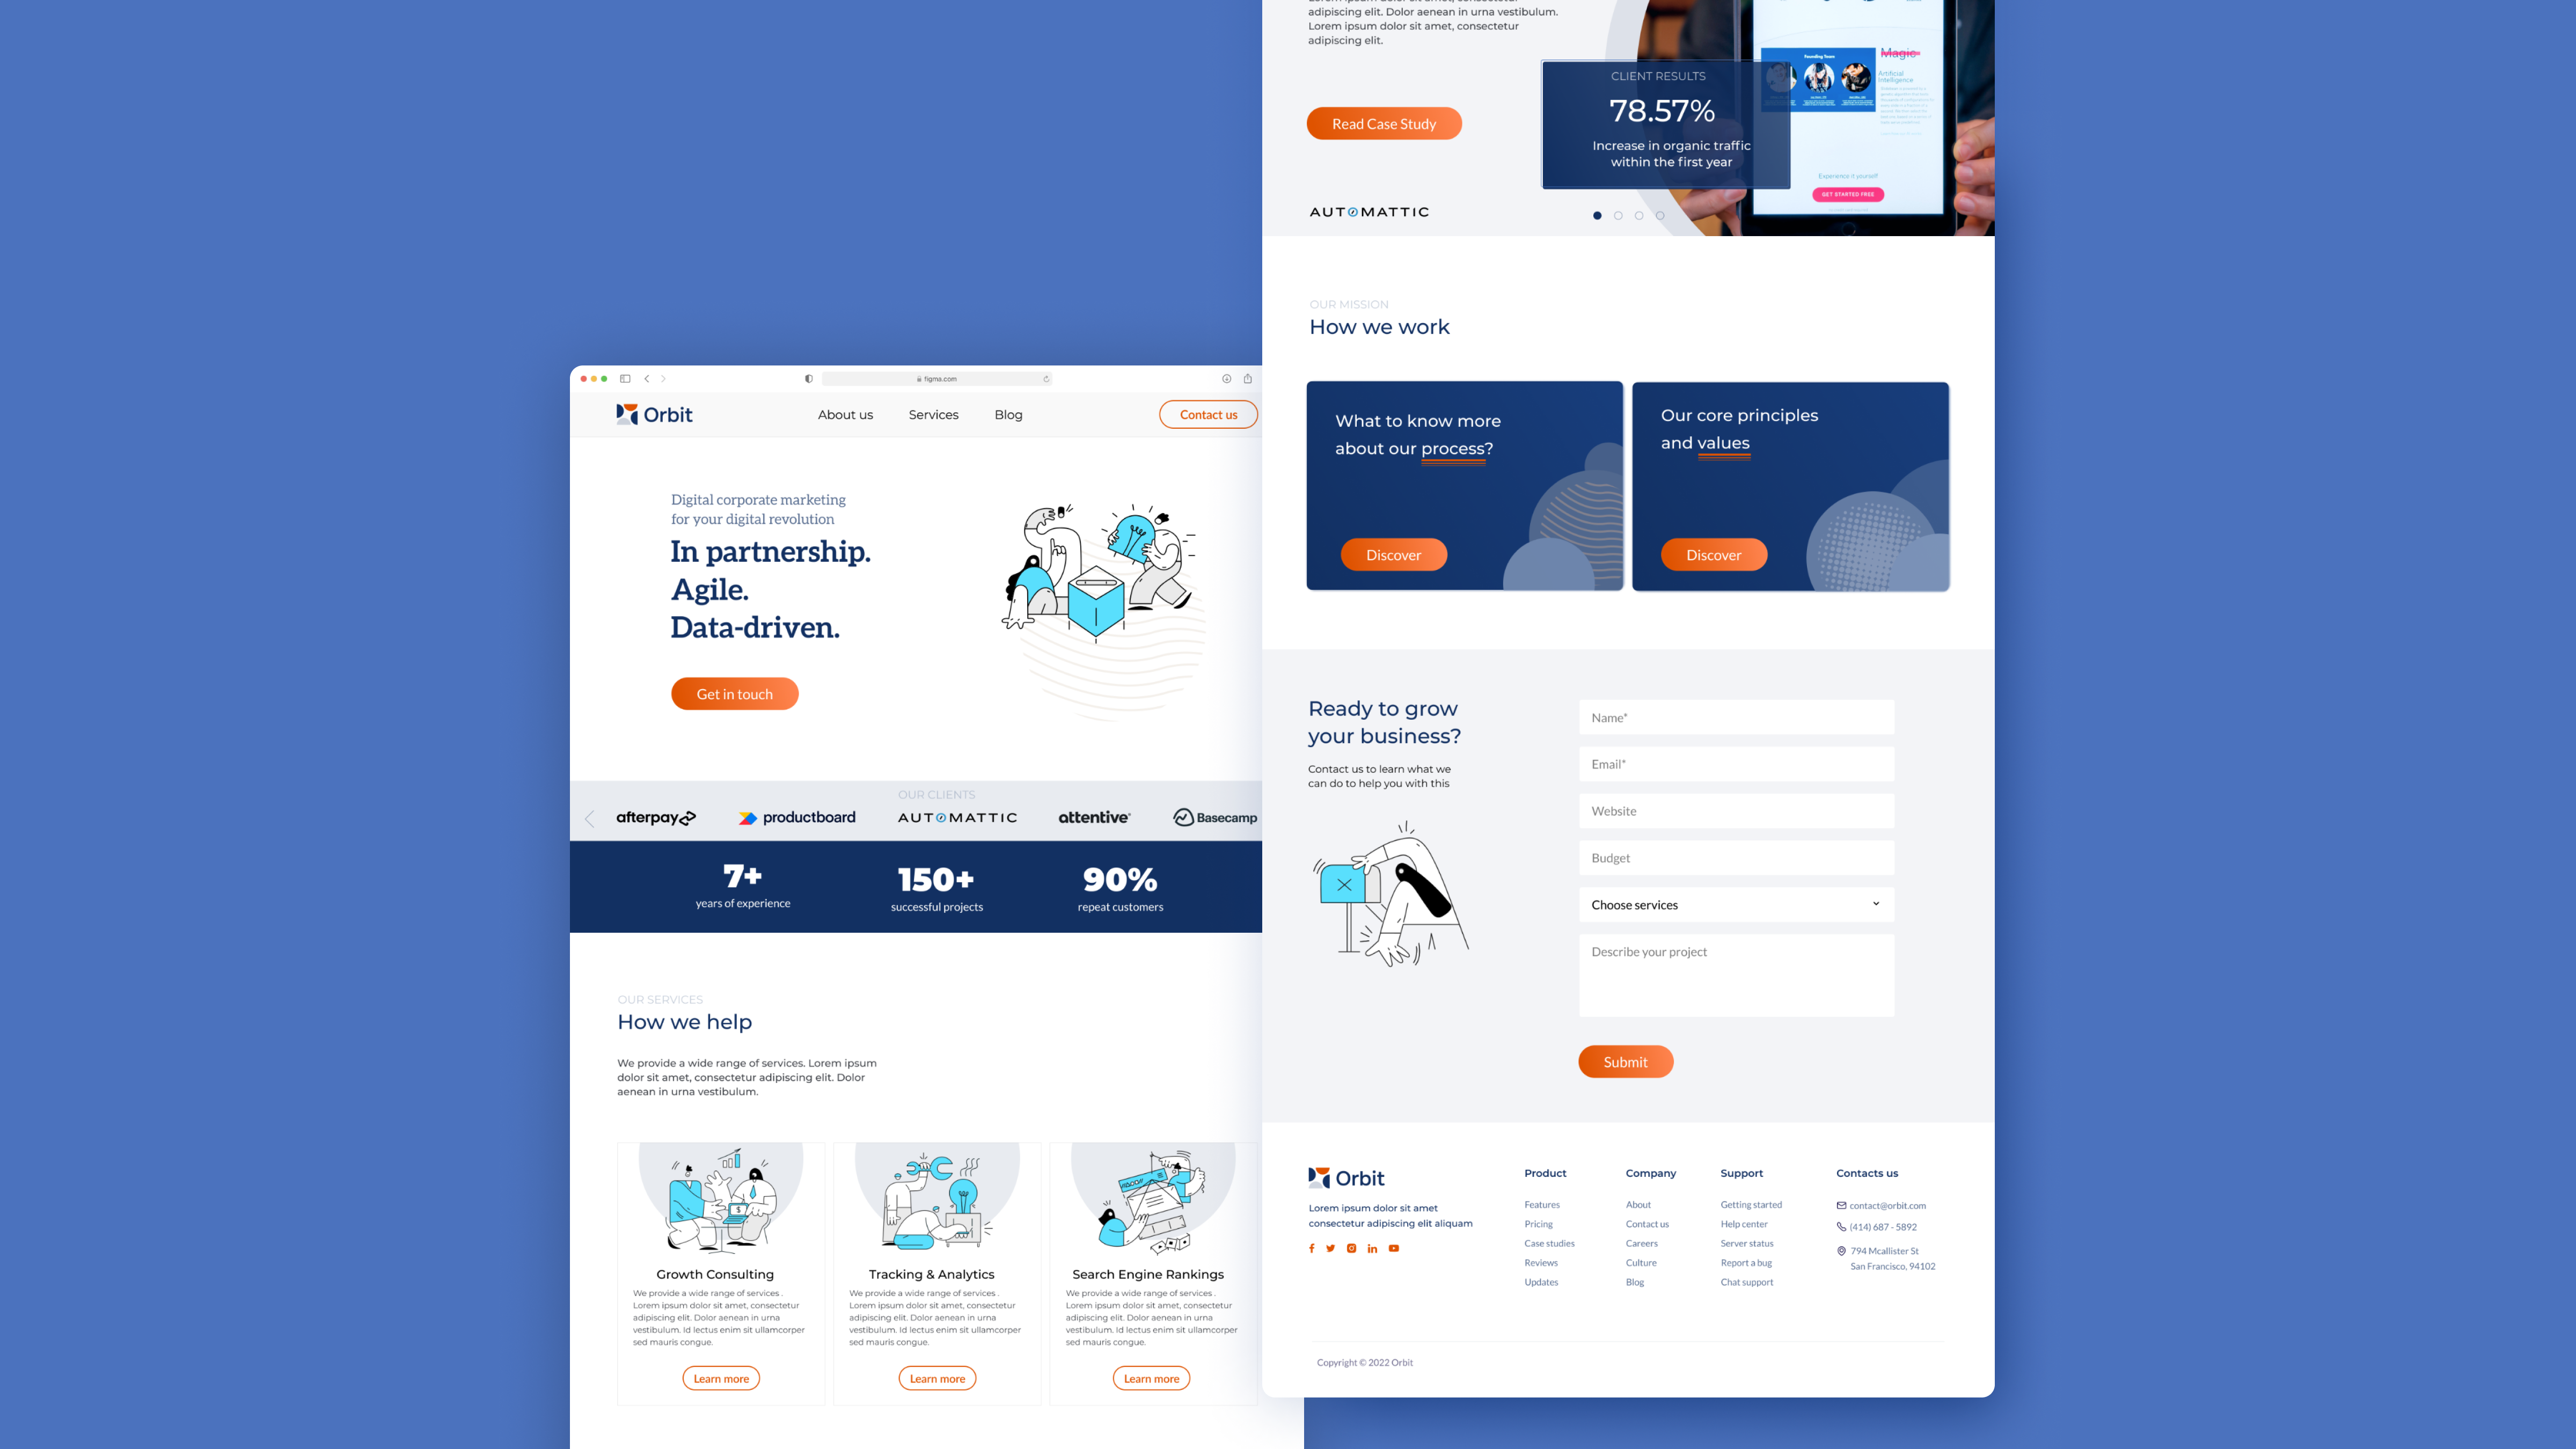 figma.com
Orbit
About us
Services
Blog
Contact us
Digital corporate marketing
for your digital revolution
In partnership.
Agile.
Data-driven.
Get in touch
OUR CLIENTS
afterpay
productboard
AUTOMATTIC
attentive
Basecamp
7+
years of experience
150+
successful projects
90%
repeat customers
OUR SERVICES
How we help
We provide a wide range of services. Lorem ipsum
dolor sit amet, consectetur adipiscing elit. Dolor
aenean in urna vestibulum.
Growth Consulting
We provide a wide range of services .
Lorem ipsum dolor sit amet, consectetur
adipiscing elit. Dolor aenean in urna
vestibulum. Id lectus enim sit ullamcorper
sed mauris congue.
Learn more
Tracking & Analytics
We provide a wide range of services .
Lorem ipsum dolor sit amet, consectetur
adipiscing elit. Dolor aenean in urna
vestibulum. Id lectus enim sit ullamcorper
sed mauris congue.
Learn more
Search Engine Rankings
We provide a wide range of services .
Lorem ipsum dolor sit amet, consectetur
adipiscing elit. Dolor aenean in urna
vestibulum. Id lectus enim sit ullamcorper
sed mauris congue.
Learn more
adipiscing elit. Dolor aenean in urna vestibulum.
Lorem ipsum dolor sit amet, consectetur
adipiscing elit.
Read Case Study
AUTOMATTIC
CLIENT RESULTS
78.57%
Increase in organic traffic
within the first year
Founding Team
Magic
Artificial
Intelligence
Experience it yourself
GET STARTED FREE
OUR MISSION
How we work
What to know more
about our process?
Discover
Our core principles
and values
Discover
Ready to grow
your business?
Contact us to learn what we
can do to help you with this
Name*
Email*
Website
Budget
Choose services
Describe your project
Submit
Orbit
Lorem ipsum dolor sit amet
consectetur adipiscing elit aliquam
Product
Features
Pricing
Case studies
Reviews
Updates
Company
About
Contact us
Careers
Culture
Blog
Support
Getting started
Help center
Server status
Report a bug
Chat support
Contacts us
contact@orbit.com
(414) 687 - 5892
794 Mcallister St
San Francisco, 94102
Copyright © 2022 Orbit